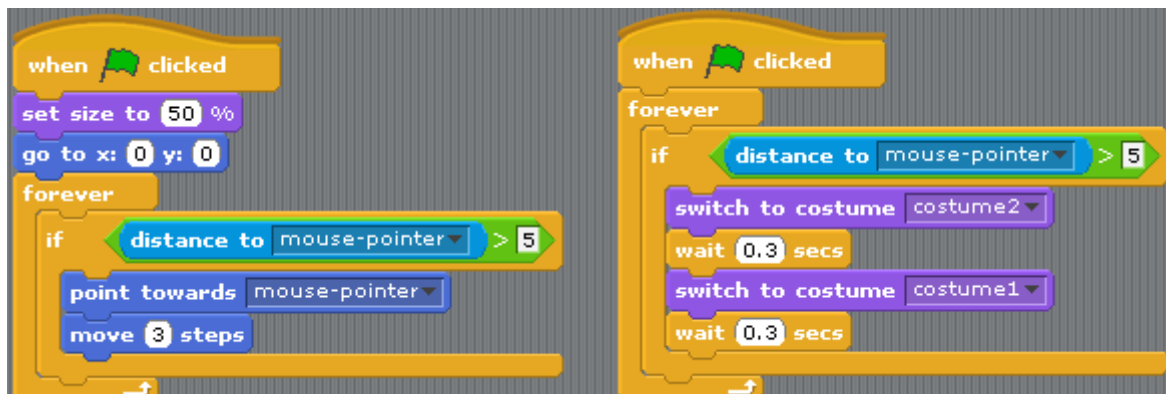 when clicked
set size to 50 %
go to x: 0 y: 0
forever
if distance to mouse-pointer > 5
point towards mouse-pointer
move 3 steps
when clicked
forever
if distance to mouse-pointer > 5
switch to costume costume2
wait 0.3 secs
switch to costume costume1
wait 0.3 secs